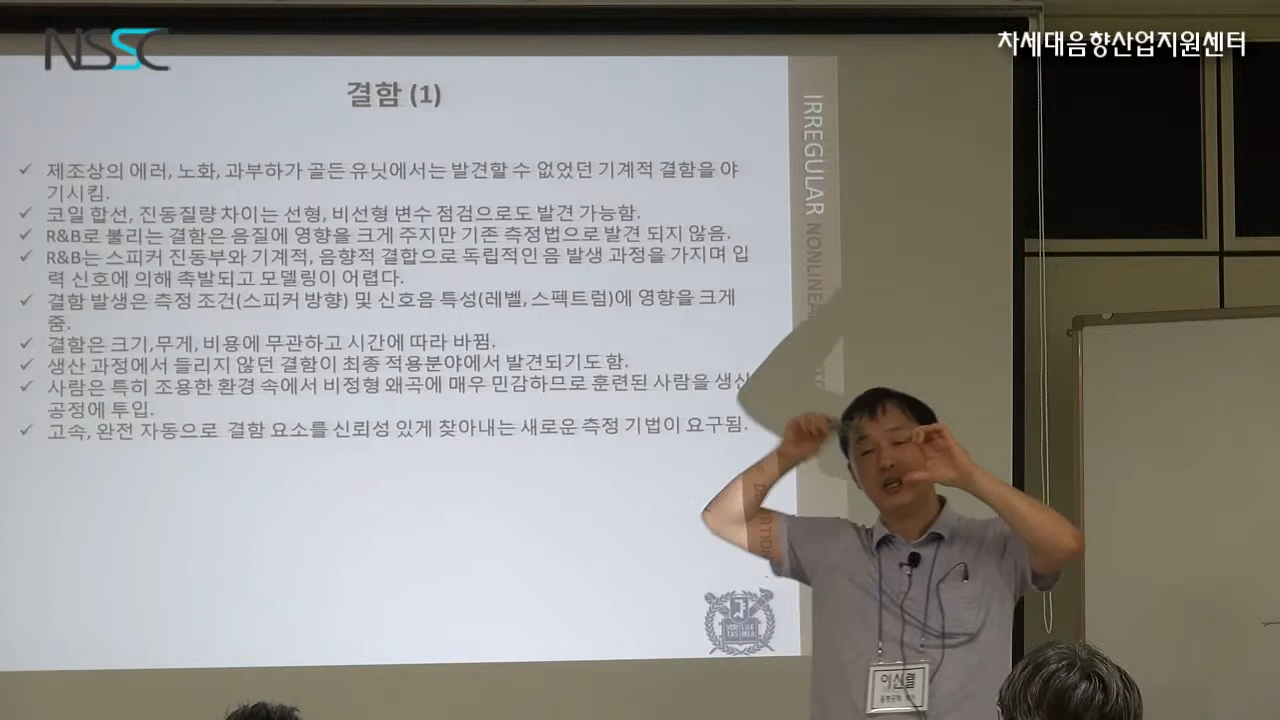 NSSC
차세대음향산업지원센터
결함 (1)
✓ 제조상의 에러, 노화, 과부하가 골든 유닛에서는 발견할 수 없었던 기계적 결함을 야
기시킴.
✓ 코일 합선, 진동질량 차이는 선형, 비선형 변수 점검으로도 발견 가능함.
✓ R&B로 불리는 결함은 음질에 영향을 크게 주지만 기존 측정법으로 발견 되지 않음.
✓ R&B는 스피커 진동부와 기계적, 음향적 결합으로 독립적인 음 발생 과정을 가지며 입
력 신호에 의해 촉발되고 모델링이 어렵다.
✓ 결함 발생은 측정 조건(스피커 방향) 및 신호음 특성(레벨, 스펙트럼)에 영향을 크게
줌.
✓ 결함은 크기,무게, 비용에 무관하고 시간에 따라 바뀜.
✓ 생산 과정에서 들리지 않던 결함이 최종 적용분야에서 발견되기도 함.
✓ 사람은 특히 조용한 환경 속에서 비정형 왜곡에 매우 민감하므로 훈련된 사람을 생산
공정에 투입.
✓ 고속, 완전 자동으로 결함 요소를 신뢰성 있게 찾아내는 새로운 측정 기법이 요구됨.
IRREGULAR NONLINEA
VERI LUX
TAS MEA
이신렬